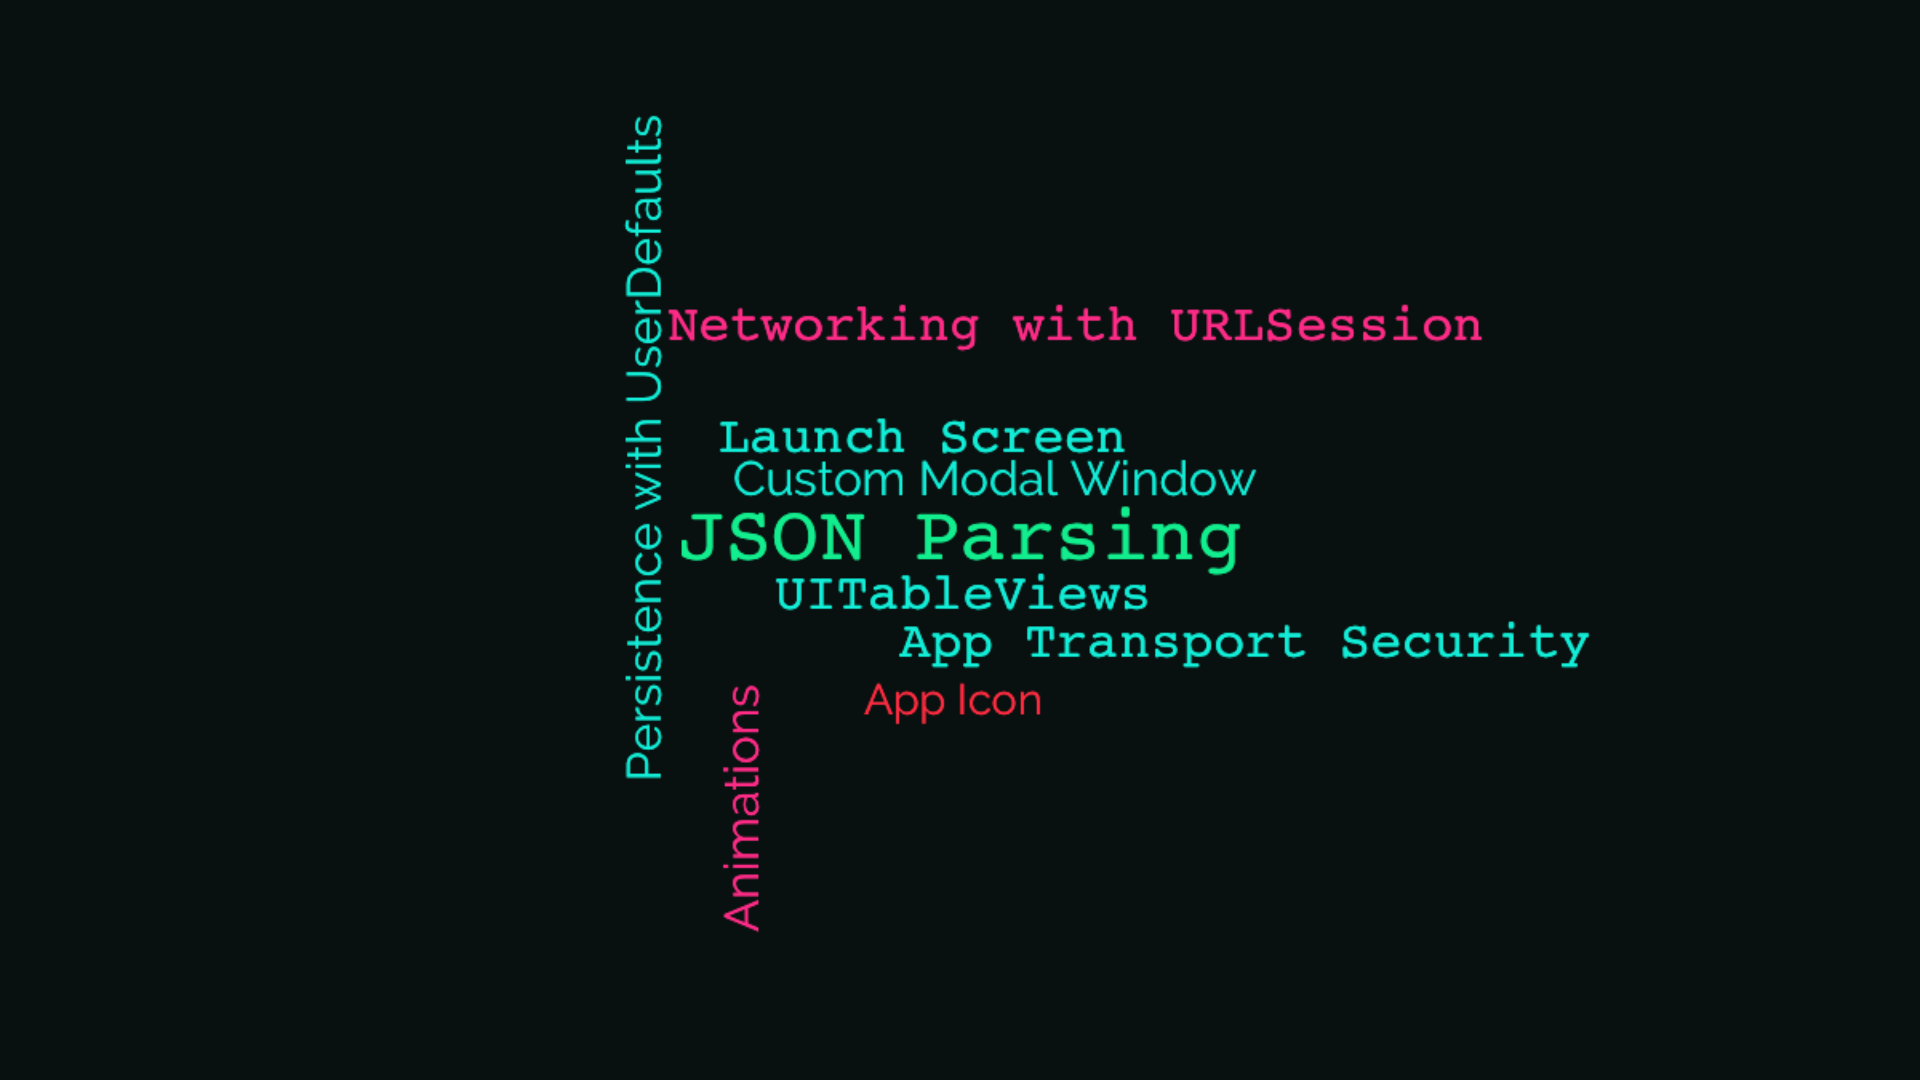 Persistence with UserDefaults
Networking with URLSession
Launch Screen
Custom Modal Window
JSON Parsing
UITableViews
App Transport Security
App Icon
Animations